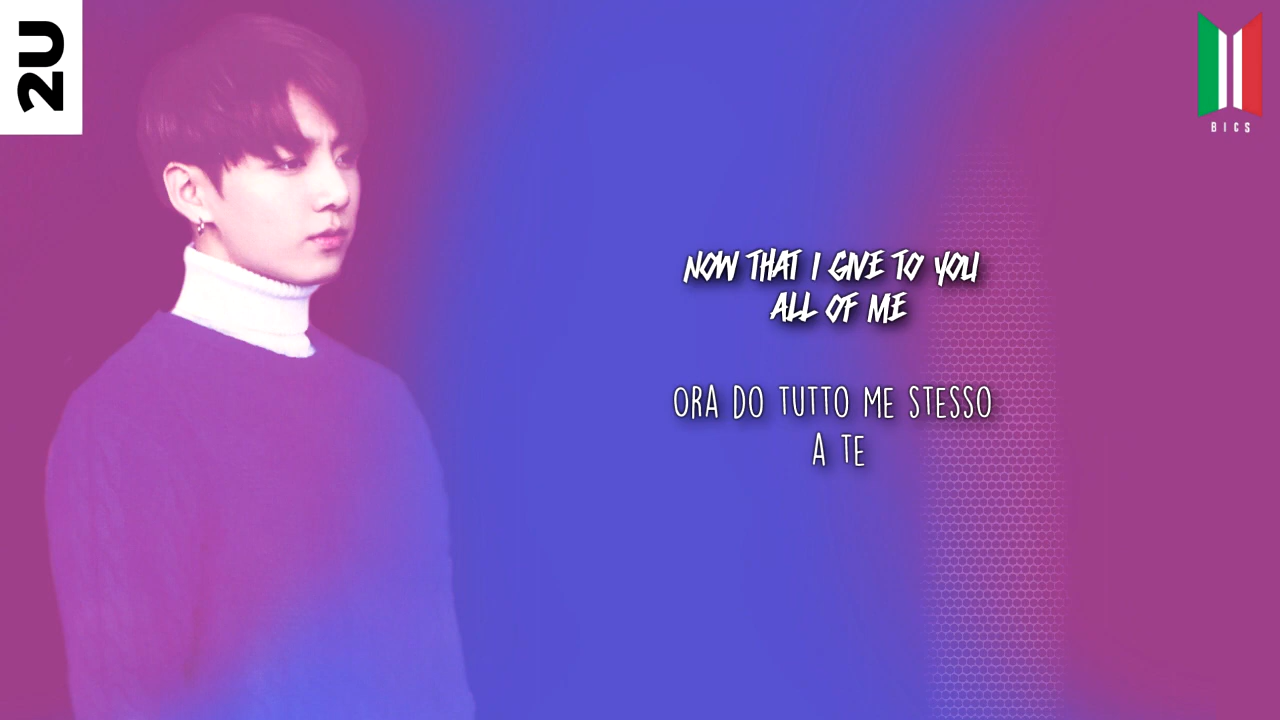 2U
BICS
NOW THAT I GIVE TO YOU
ALL OF ME
ORA DO TUTTO ME STESSO
A TE